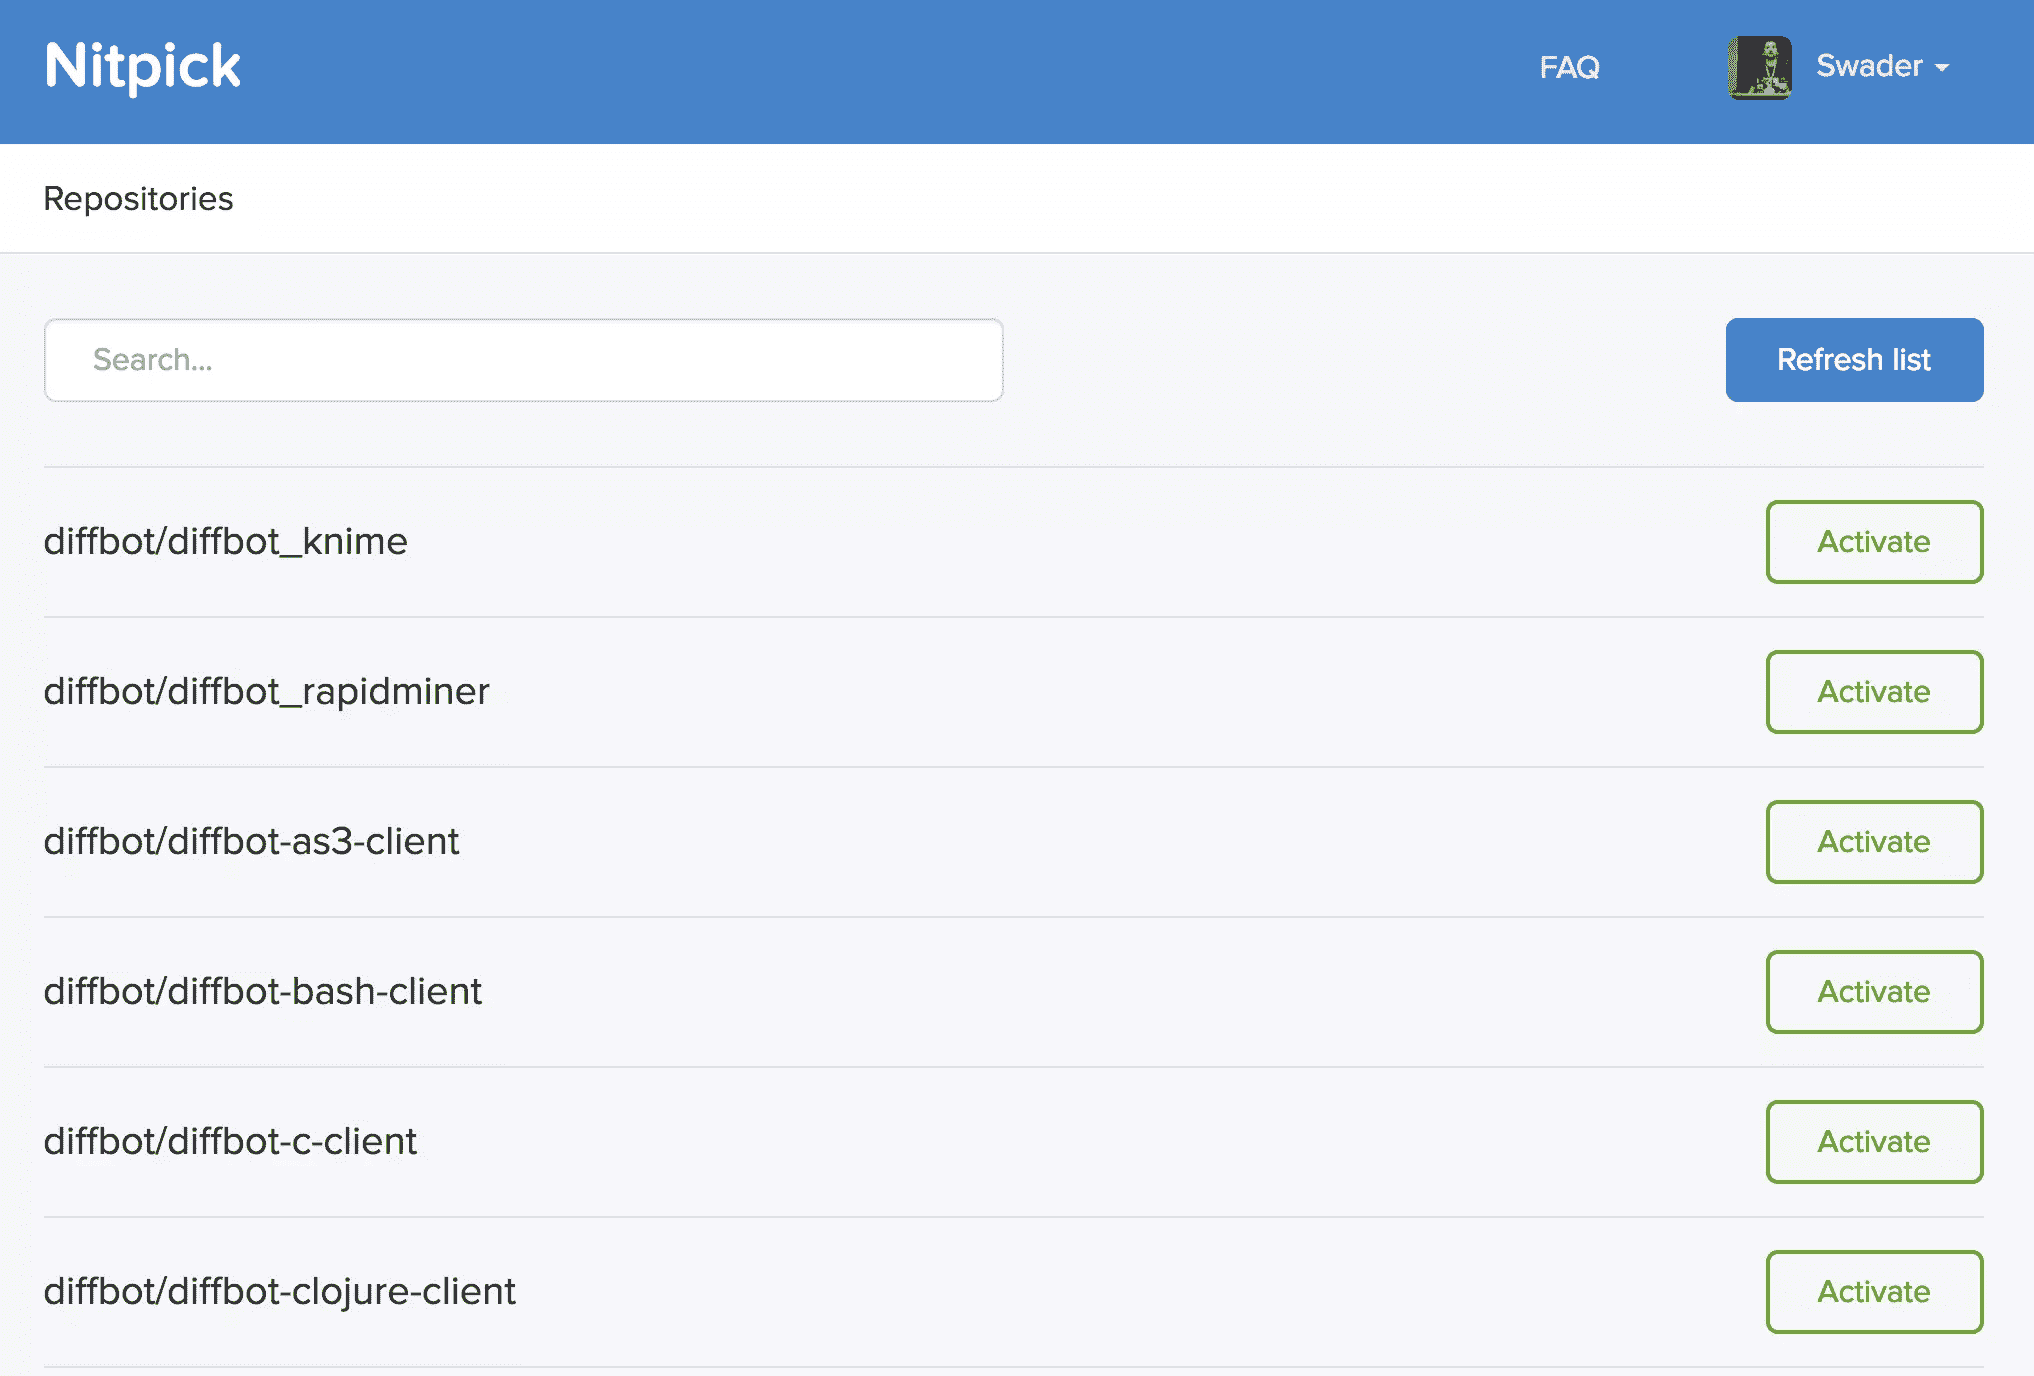 Nitpick
FAQ
Swader
Repositories
Search...
Refresh list
diffbot/diffbot_knime
Activate
diffbot/diffbot_rapidminer
Activate
diffbot/diffbot-as3-client
Activate
diffbot/diffbot-bash-client
Activate
diffbot/diffbot-c-client
Activate
diffbot/diffbot-clojure-client
Activate